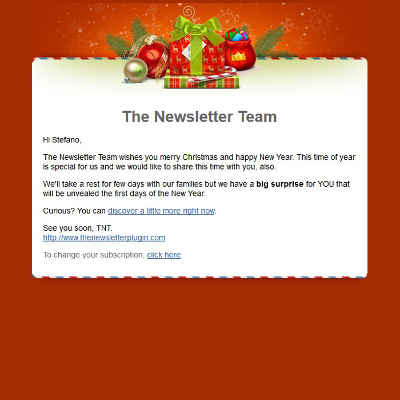 The Newsletter Team
Hi Stefano,
The Newsletter Team wishes you merry Christmas and happy New Year. This time of year
is special for us and we would like to share this time with you, also.
We'll take a rest for few days with our families but we have a big surprise for YOU that
will be unvealed the first days of the New Year.
Curious? You can discover a little more right now.
See you soon, TNT.
http://www.thenewsletterplugin.com
To change your subscription, click here.